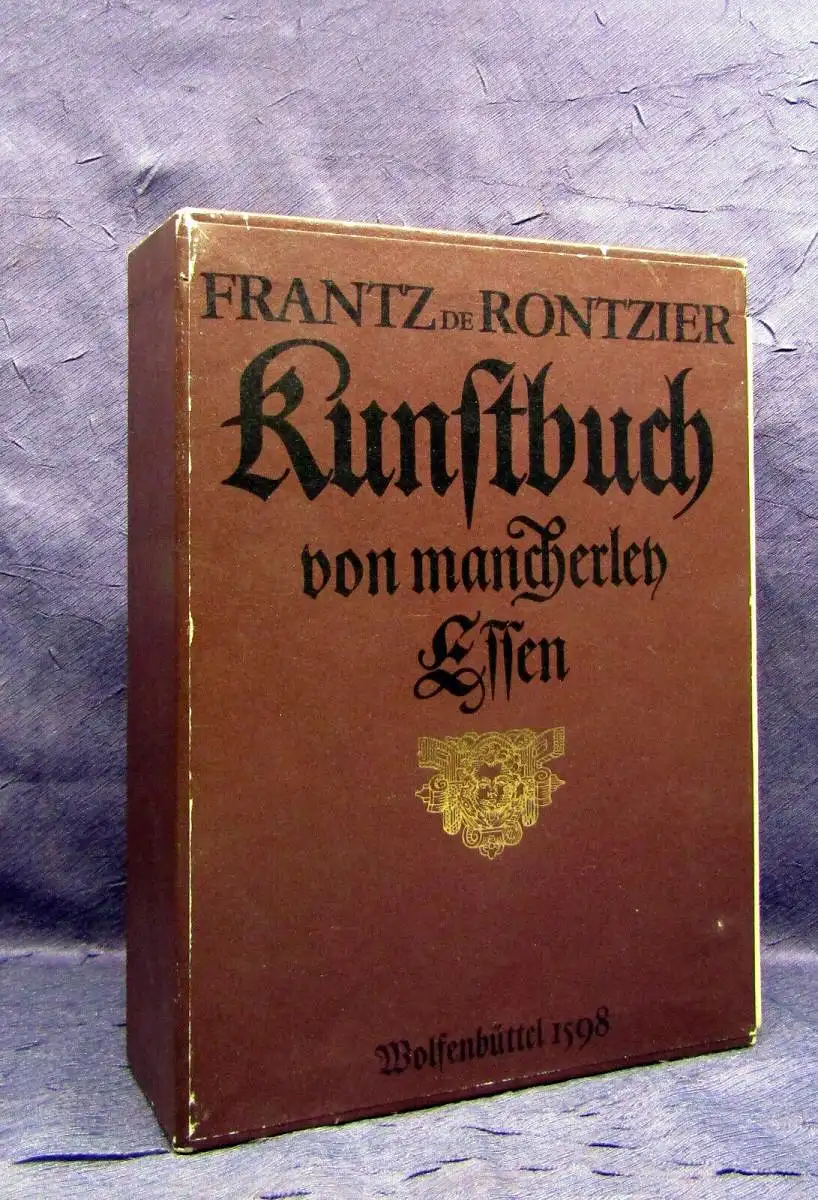 FRANTZ DE RONTZIER
Kunſtbuch
von mancherley
Eſſen
Wolfenbüttel 1598